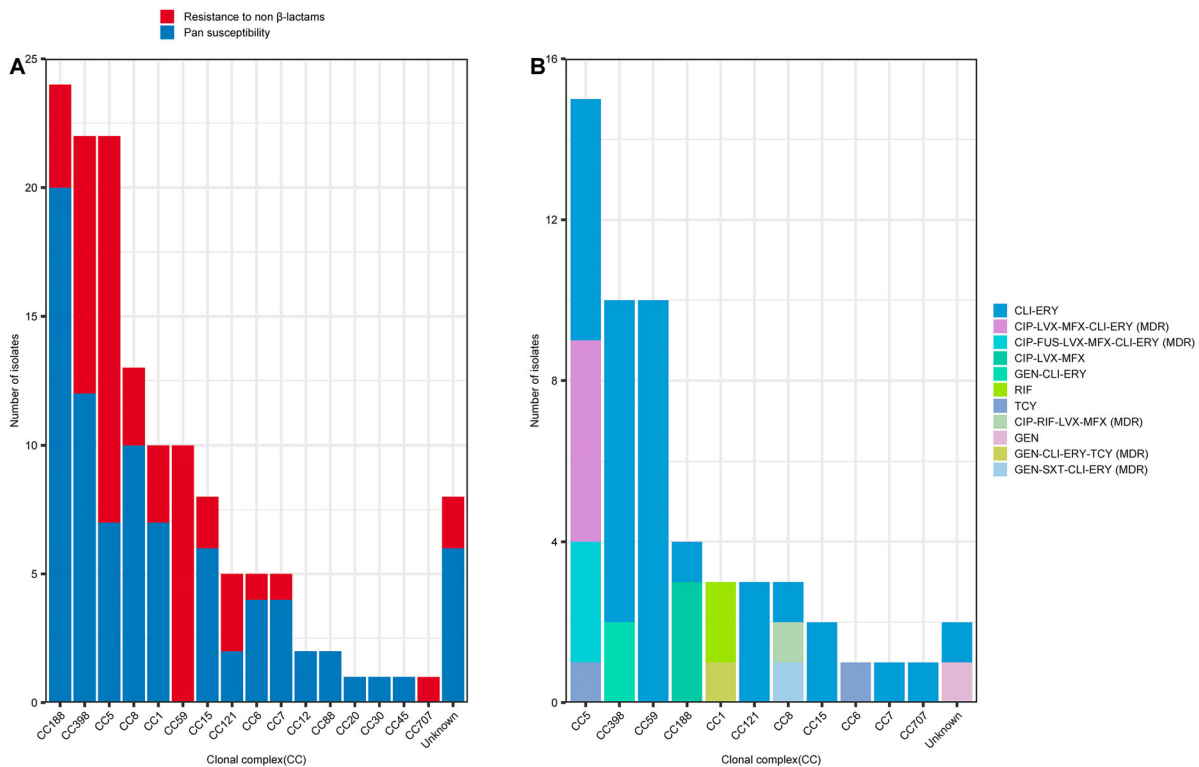 Resistance to non β-lactams
Pan susceptibility
A
25
20
15
10
5
0
Number of isolates
CC188
CC398
CC5
CC8
CC1
CC59
CC15
CC121
CC6
CC7
CC12
CC88
CC20
CC30
CC45
CC707
Unknown
Clonal complex(CC)
B
16
12
8
4
0
Number of isolates
CC5
CC398
CC59
CC188
CC1
CC121
CC8
CC15
CC6
CC7
CC707
Unknown
Clonal complex(CC)
CLI-ERY
CIP-LVX-MFX-CLI-ERY (MDR)
CIP-FUS-LVX-MFX-CLI-ERY (MDR)
CIP-LVX-MFX
GEN-CLI-ERY
RIF
TCY
CIP-RIF-LVX-MFX (MDR)
GEN
GEN-CLI-ERY-TCY (MDR)
GEN-SXT-CLI-ERY (MDR)